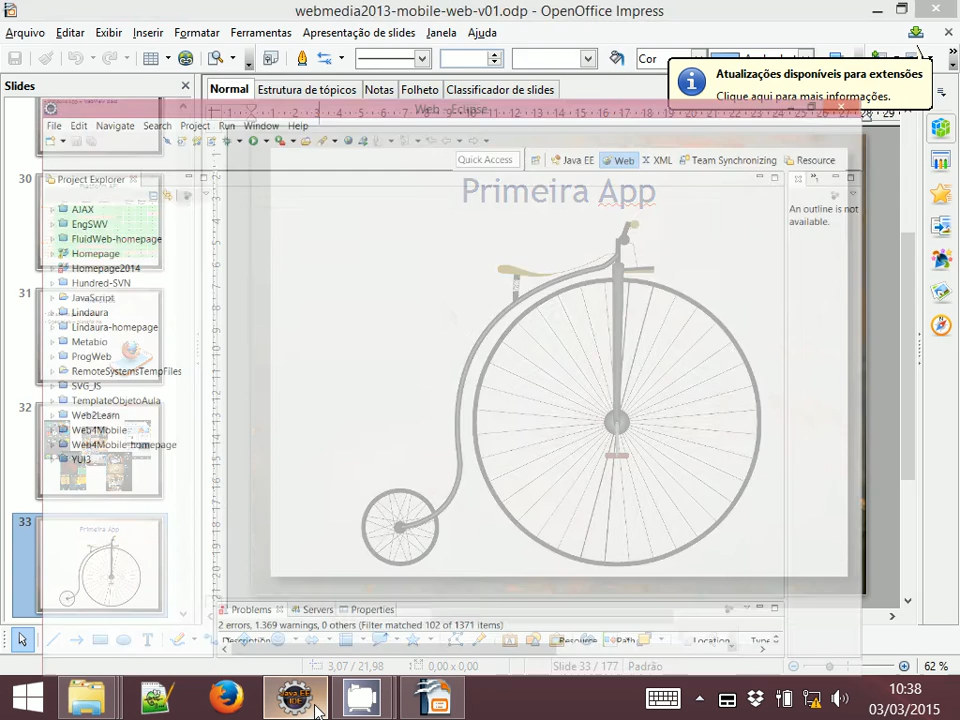 webmedia2013-mobile-web-v01.odp - OpenOffice Impress
Arquivo Editar Exibir Inserir Formatar Ferramentas Apresentação de slides Janela Ajuda
Cor
Atualizações disponíveis para extensões
Clique aqui para mais informações.
Slides
Normal Estrutura de tópicos Notas Folheto Classificador de slides
Web - Eclipse
File Edit Navigate Search Project Run Window Help
Quick Access Java EE Web XML Team Synchronizing Resource
30
Project Explorer
AJAX
EngSWV
FluidWeb-homepage
Homepage
Homepage2014
Hundred-SVN
JavaScript
Lindaura
Lindaura-homepage
Metabio
ProgWeb
RemoteSystemsTempFiles
SVG_JS
TemplateObjetoAula
Web2Learn
Web4Mobile
Web4Mobile homepage
YUI3
31
32
33
Primeira App
Primeira App
An outline is not
available.
Problems Servers Properties
2 errors, 1.369 warnings, 0 others (Filter matched 102 of 1371 items)
Description Resource Path Location Type
3,07 / 21,98 0,00 x 0,00 Slide 33 / 177 Padrão 62 %
Java EE
IDE
10:38
03/03/2015